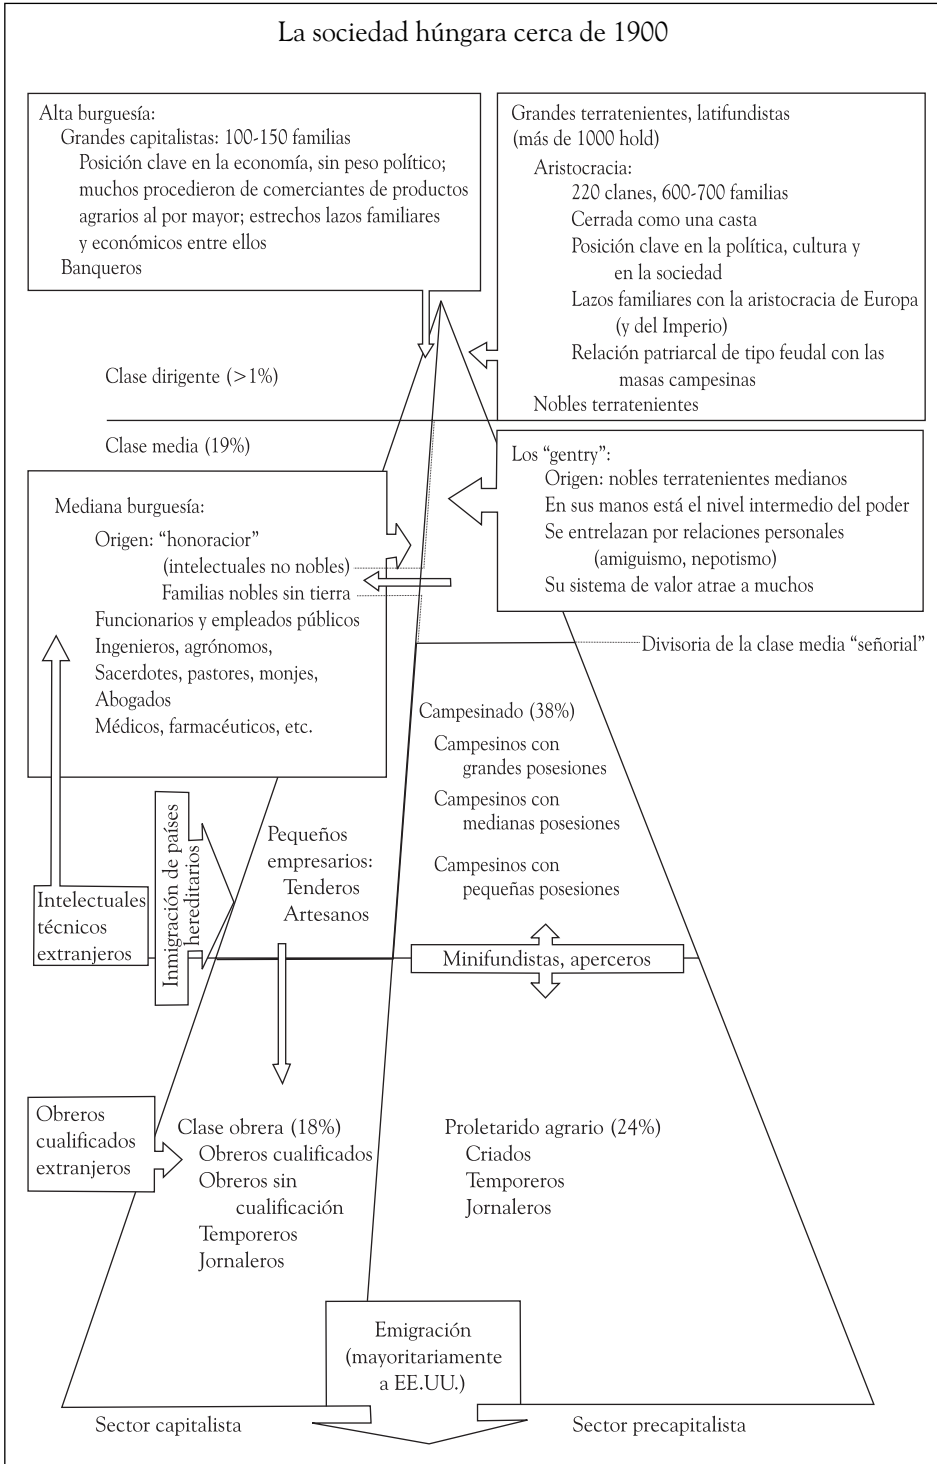 La sociedad húngara cerca de 1900
Alta burguesía:
Grandes capitalistas: 100-150 familias
Posición clave en la economía, sin peso político;
muchos procedieron de comerciantes de productos
agrarios al por mayor; estrechos lazos familiares
y económicos entre ellos
Banqueros
Grandes terratenientes, latifundistas
(más de 1000 hold)
Aristocracia:
220 clanes, 600-700 familias
Cerrada como una casta
Posición clave en la política, cultura y
en la sociedad
Lazos familiares con la aristocracia de Europa
(y del Imperio)
Relación patriarcal de tipo feudal con las
masas campesinas
Nobles terratenientes
Clase dirigente (>1%)
Clase media (19%)
Los “gentry”:
Origen: nobles terratenientes medianos
En sus manos está el nivel intermedio del poder
Se entrelazan por relaciones personales
(amiguismo, nepotismo)
Su sistema de valor atrae a muchos
Mediana burguesía:
Origen: “honoracior”
(intelectuales no nobles)
Familias nobles sin tierra
Funcionarios y empleados públicos
Ingenieros, agrónomos,
Sacerdotes, pastores, monjes,
Abogados
Médicos, farmacéuticos, etc.
Divisoria de la clase media “señorial”
Campesinado (38%)
Campesinos con
grandes posesiones
Campesinos con
medianas posesiones
Campesinos con
pequeñas posesiones
Pequeños
empresarios:
Tenderos
Artesanos
Inmigración de países
hereditarios
Intelectuales
técnicos
extranjeros
Minifundistas, aperceros
Obreros
cualificados
extranjeros
Clase obrera (18%)
Obreros cualificados
Obreros sin
cualificación
Temporeros
Jornaleros
Proletarido agrario (24%)
Criados
Temporeros
Jornaleros
Emigración
(mayoritariamente
a EE.UU.)
Sector capitalista
Sector precapitalista